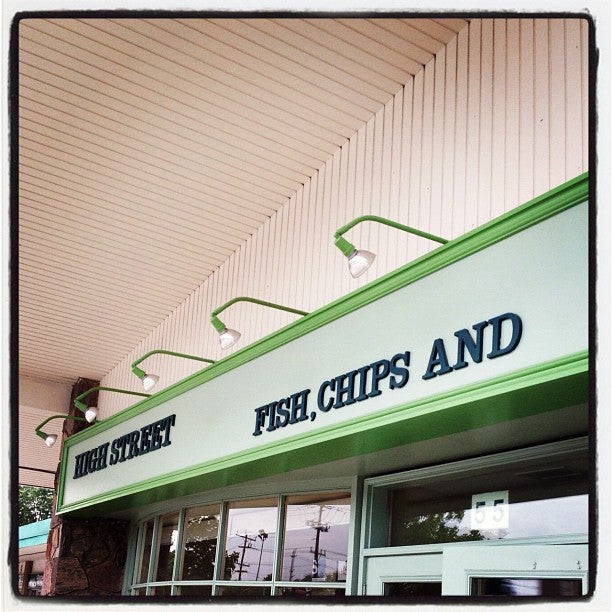 HIGH STREET
FISH, CHIPS AND
55